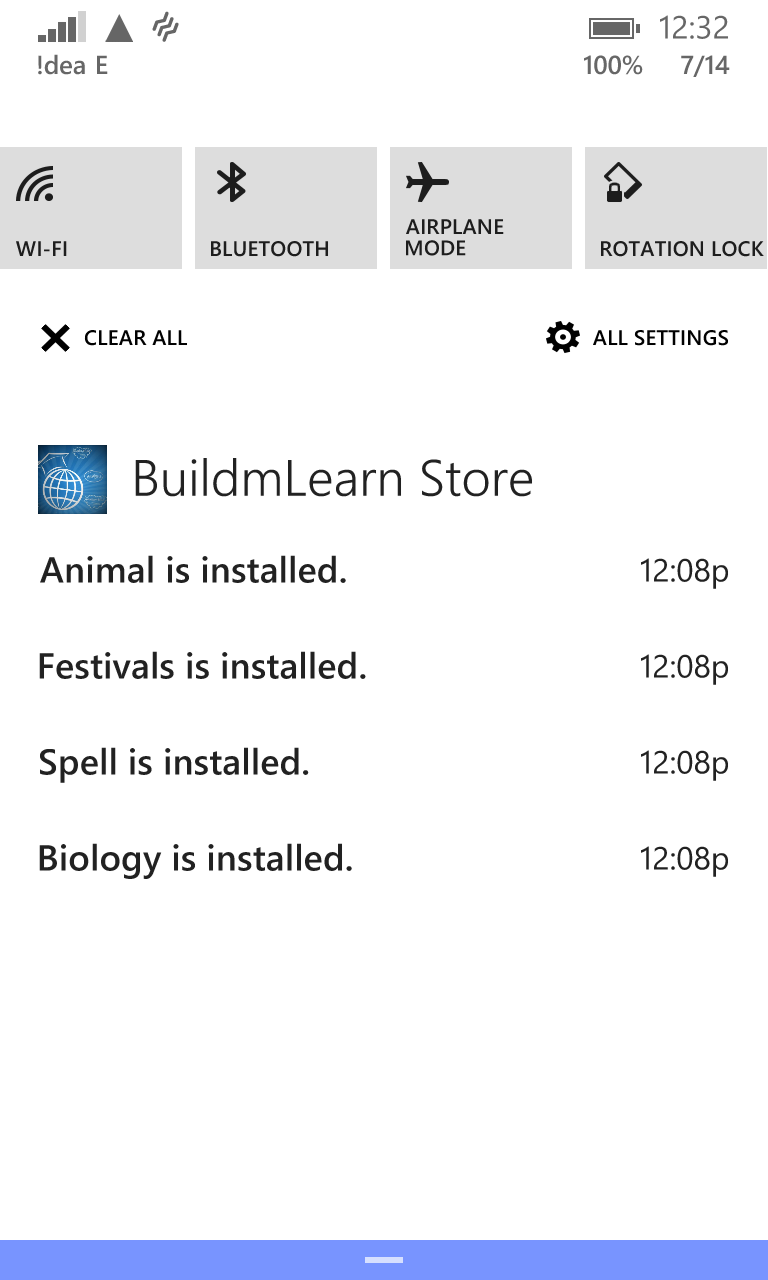 12:32
!dea E
100%
7/14
WI-FI
BLUETOOTH
AIRPLANE
MODE
ROTATION LOCK
CLEAR ALL
ALL SETTINGS
BuildmLearn Store
Animal is installed.
12:08p
Festivals is installed.
12:08p
Spell is installed.
12:08p
Biology is installed.
12:08p